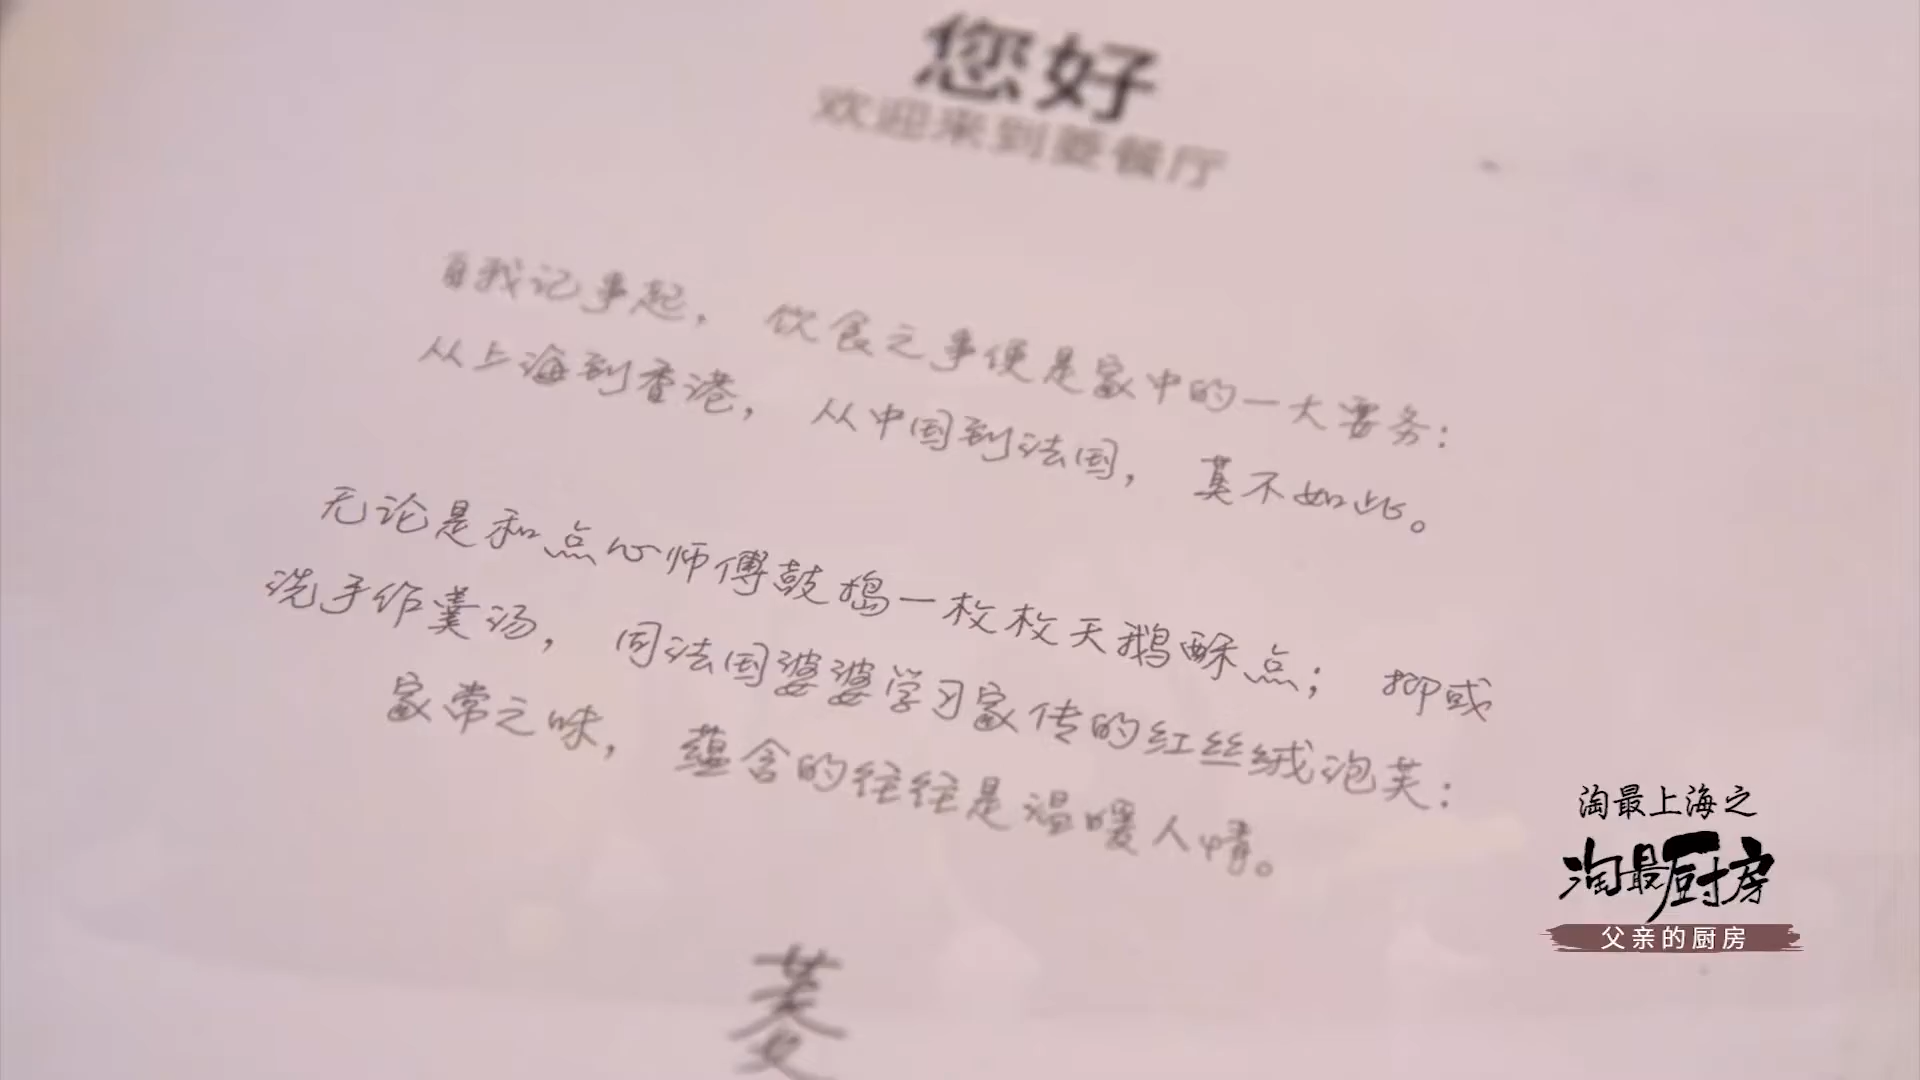 您好
欢迎来到菱餐厅
自我记事起，饮食之事便是家中的一大要务：
从上海到香港，从中国到法国，莫不如此。
无论是和点心师傅鼓捣一枚枚天鹅酥点；抑或
洗手作羹汤，同法国婆婆学习家传的红丝绒泡芙：
家常之味，蕴含的往往是温暖人情。
菱
淘最上海之
淘最厨房
父亲的厨房